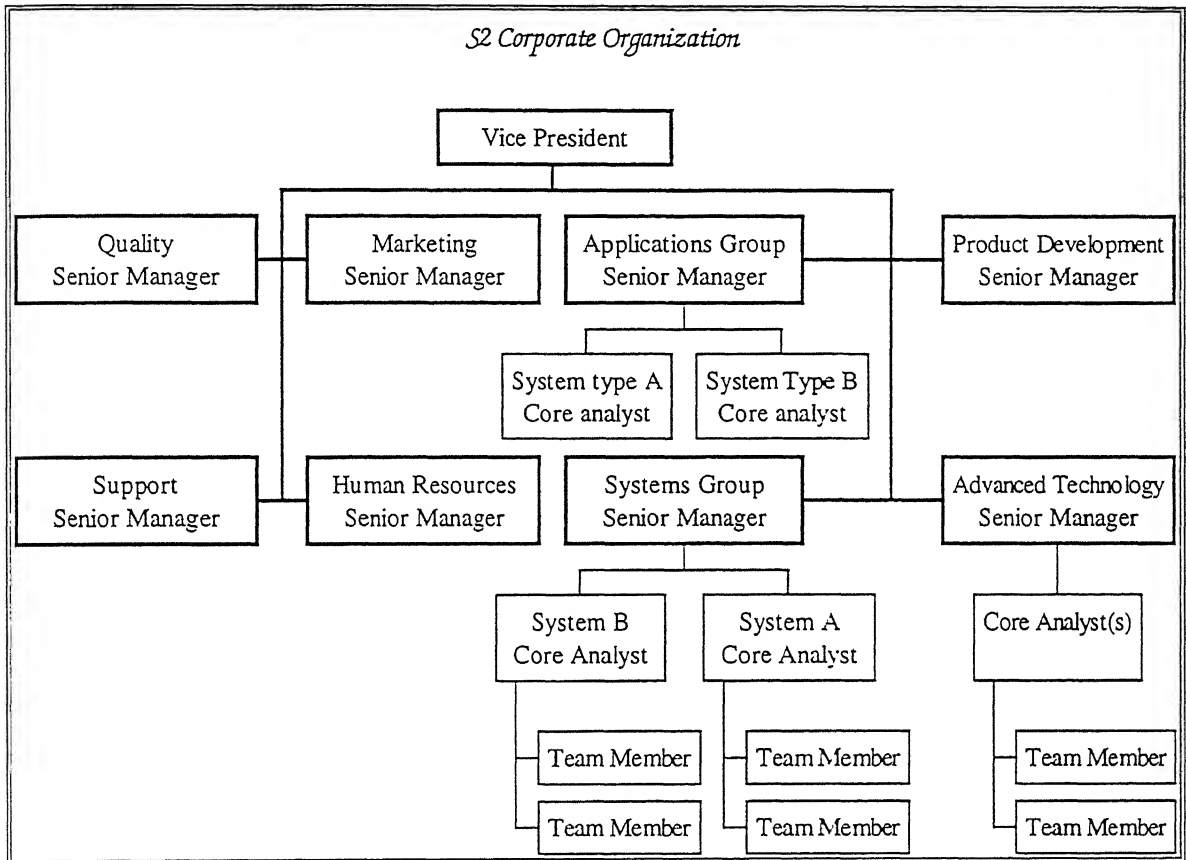 S2 Corporate Organization
Vice President
Quality
Senior Manager
Marketing
Senior Manager
Applications Group
Senior Manager
Product Development
Senior Manager
System type A
Core analyst
System Type B
Core analyst
Support
Senior Manager
Human Resources
Senior Manager
Systems Group
Senior Manager
Advanced Technology
Senior Manager
System B
Core Analyst
System A
Core Analyst
Core Analyst(s)
Team Member
Team Member
Team Member
Team Member
Team Member
Team Member